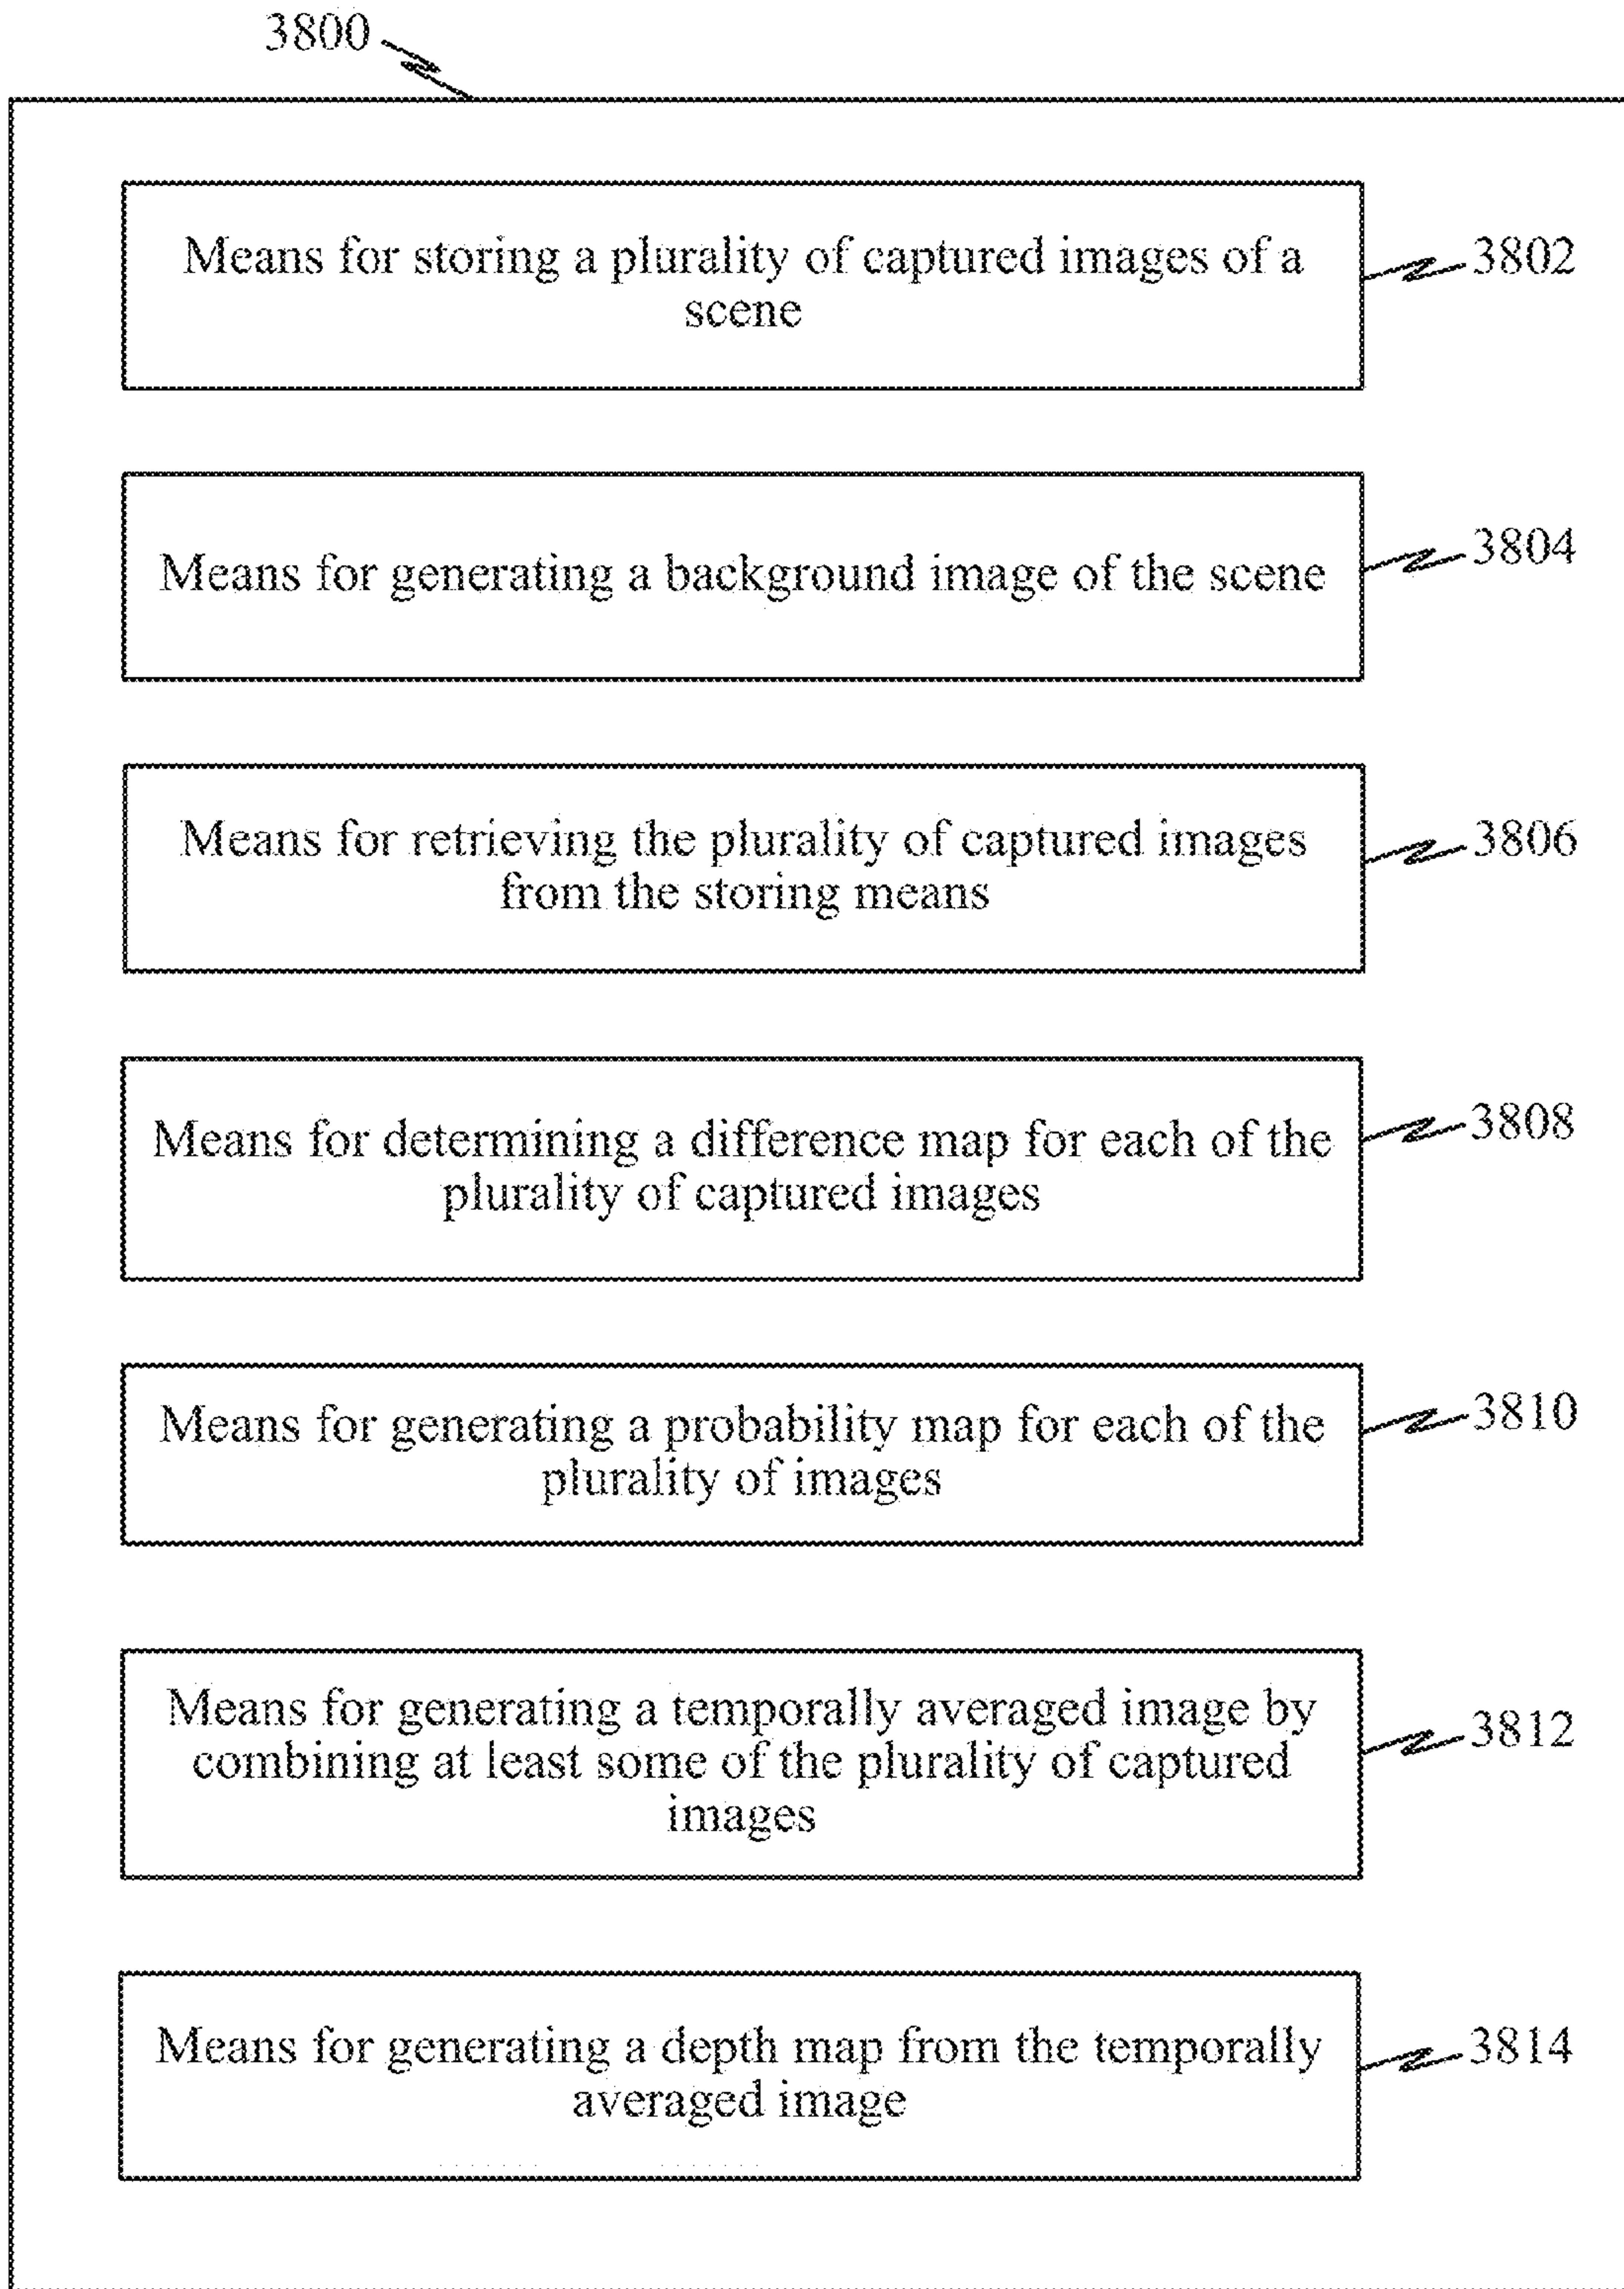 3800
Means for storing a plurality of captured images of a
scene
3802
Means for generating a background image of the scene
3804
Means for retrieving the plurality of captured images
from the storing means
3806
Means for determining a difference map for each of the
plurality of captured images
3808
Means for generating a probability map for each of the
plurality of images
3810
Means for generating a temporally averaged image by
combining at least some of the plurality of captured
images
3812
Means for generating a depth map from the temporally
averaged image
3814